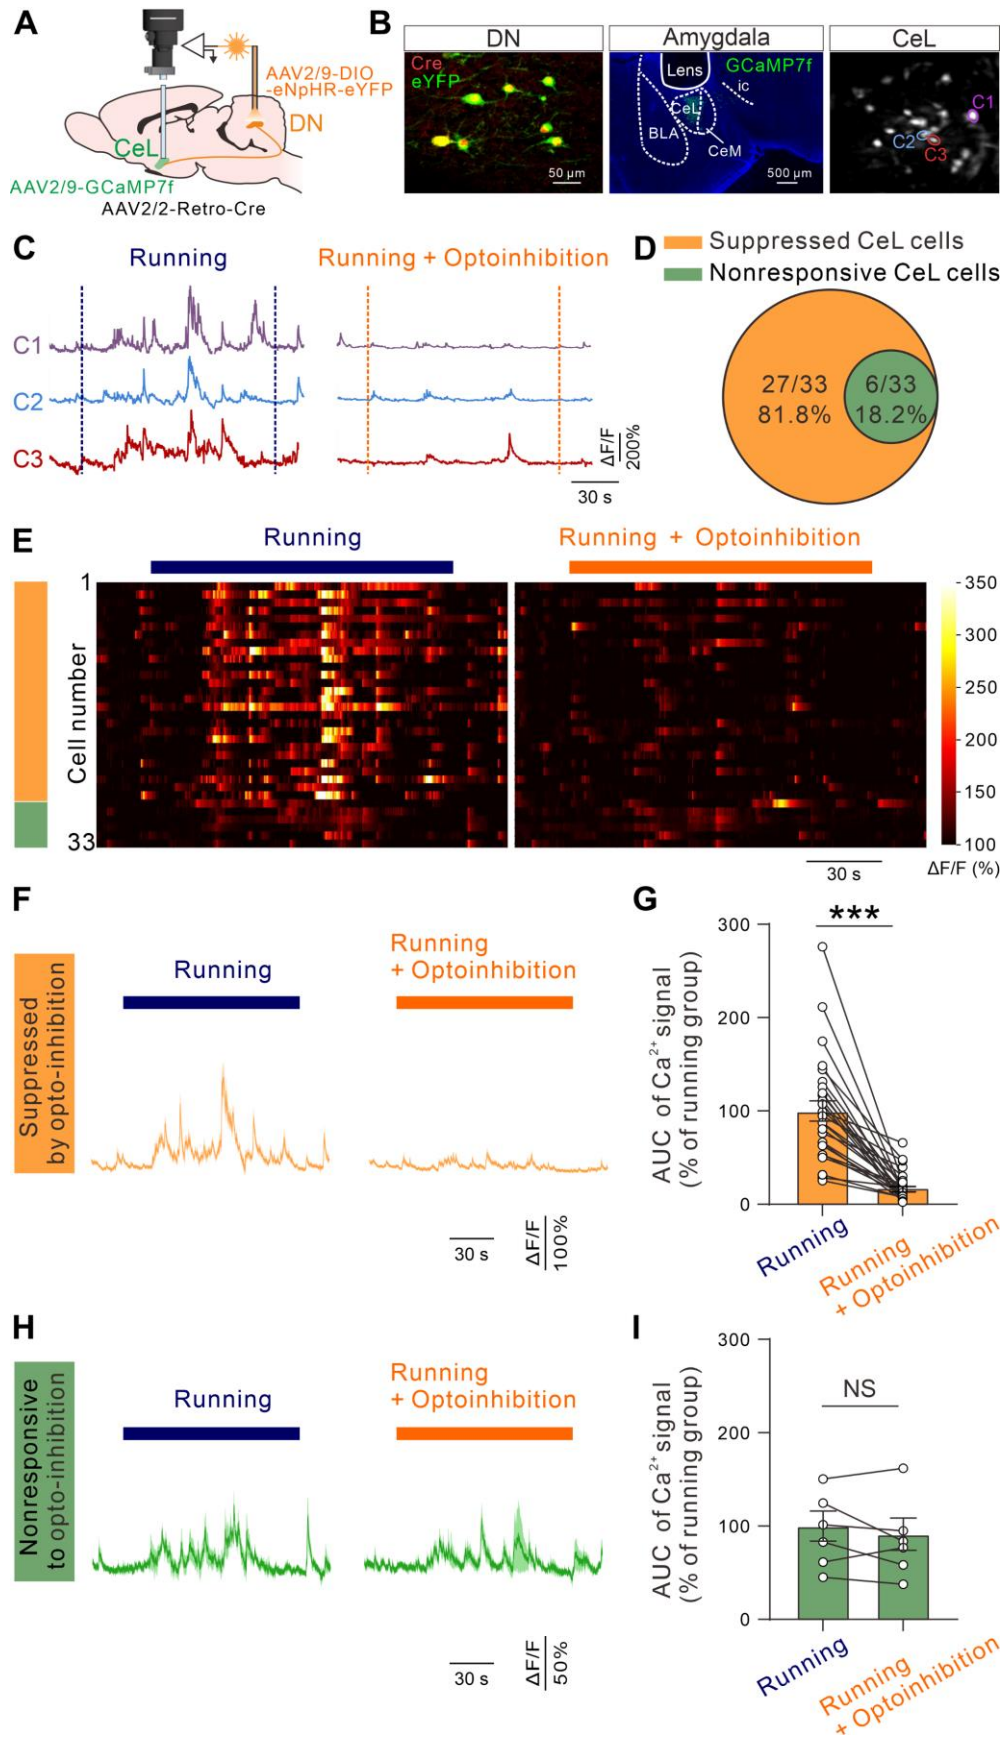 A
AAV2/9-DIO
-eNpHR-eYFP
DN
CeL
AAV2/9-GCaMP7f
AAV2/2-Retro-Cre
B
DN
Amygdala
CeL
Cre
eYFP
50 μm
Lens
GCaMP7f
CeL
ic
BLA
CeM
500 μm
C1
C2
C3
C
Running
Running + Optoinhibition
C1
C2
C3
ΔF/F
200%
30 s
D
Suppressed CeL cells
Nonresponsive CeL cells
27/33
81.8%
6/33
18.2%
E
Running
Running + Optoinhibition
Cell number
1
33
350
300
250
200
150
100
ΔF/F (%)
30 s
F
Suppressed
by opto-inhibition
Running
Running
+ Optoinhibition
30 s
ΔF/F
100%
G
AUC of Ca²⁺ signal
(% of running group)
300
200
100
0
***
Running
Running
+ Optoinhibition
H
Nonresponsive
to opto-inhibition
Running
Running
+ Optoinhibition
30 s
ΔF/F
50%
I
AUC of Ca²⁺ signal
(% of running group)
300
200
100
0
NS
Running
Running
+ Optoinhibition